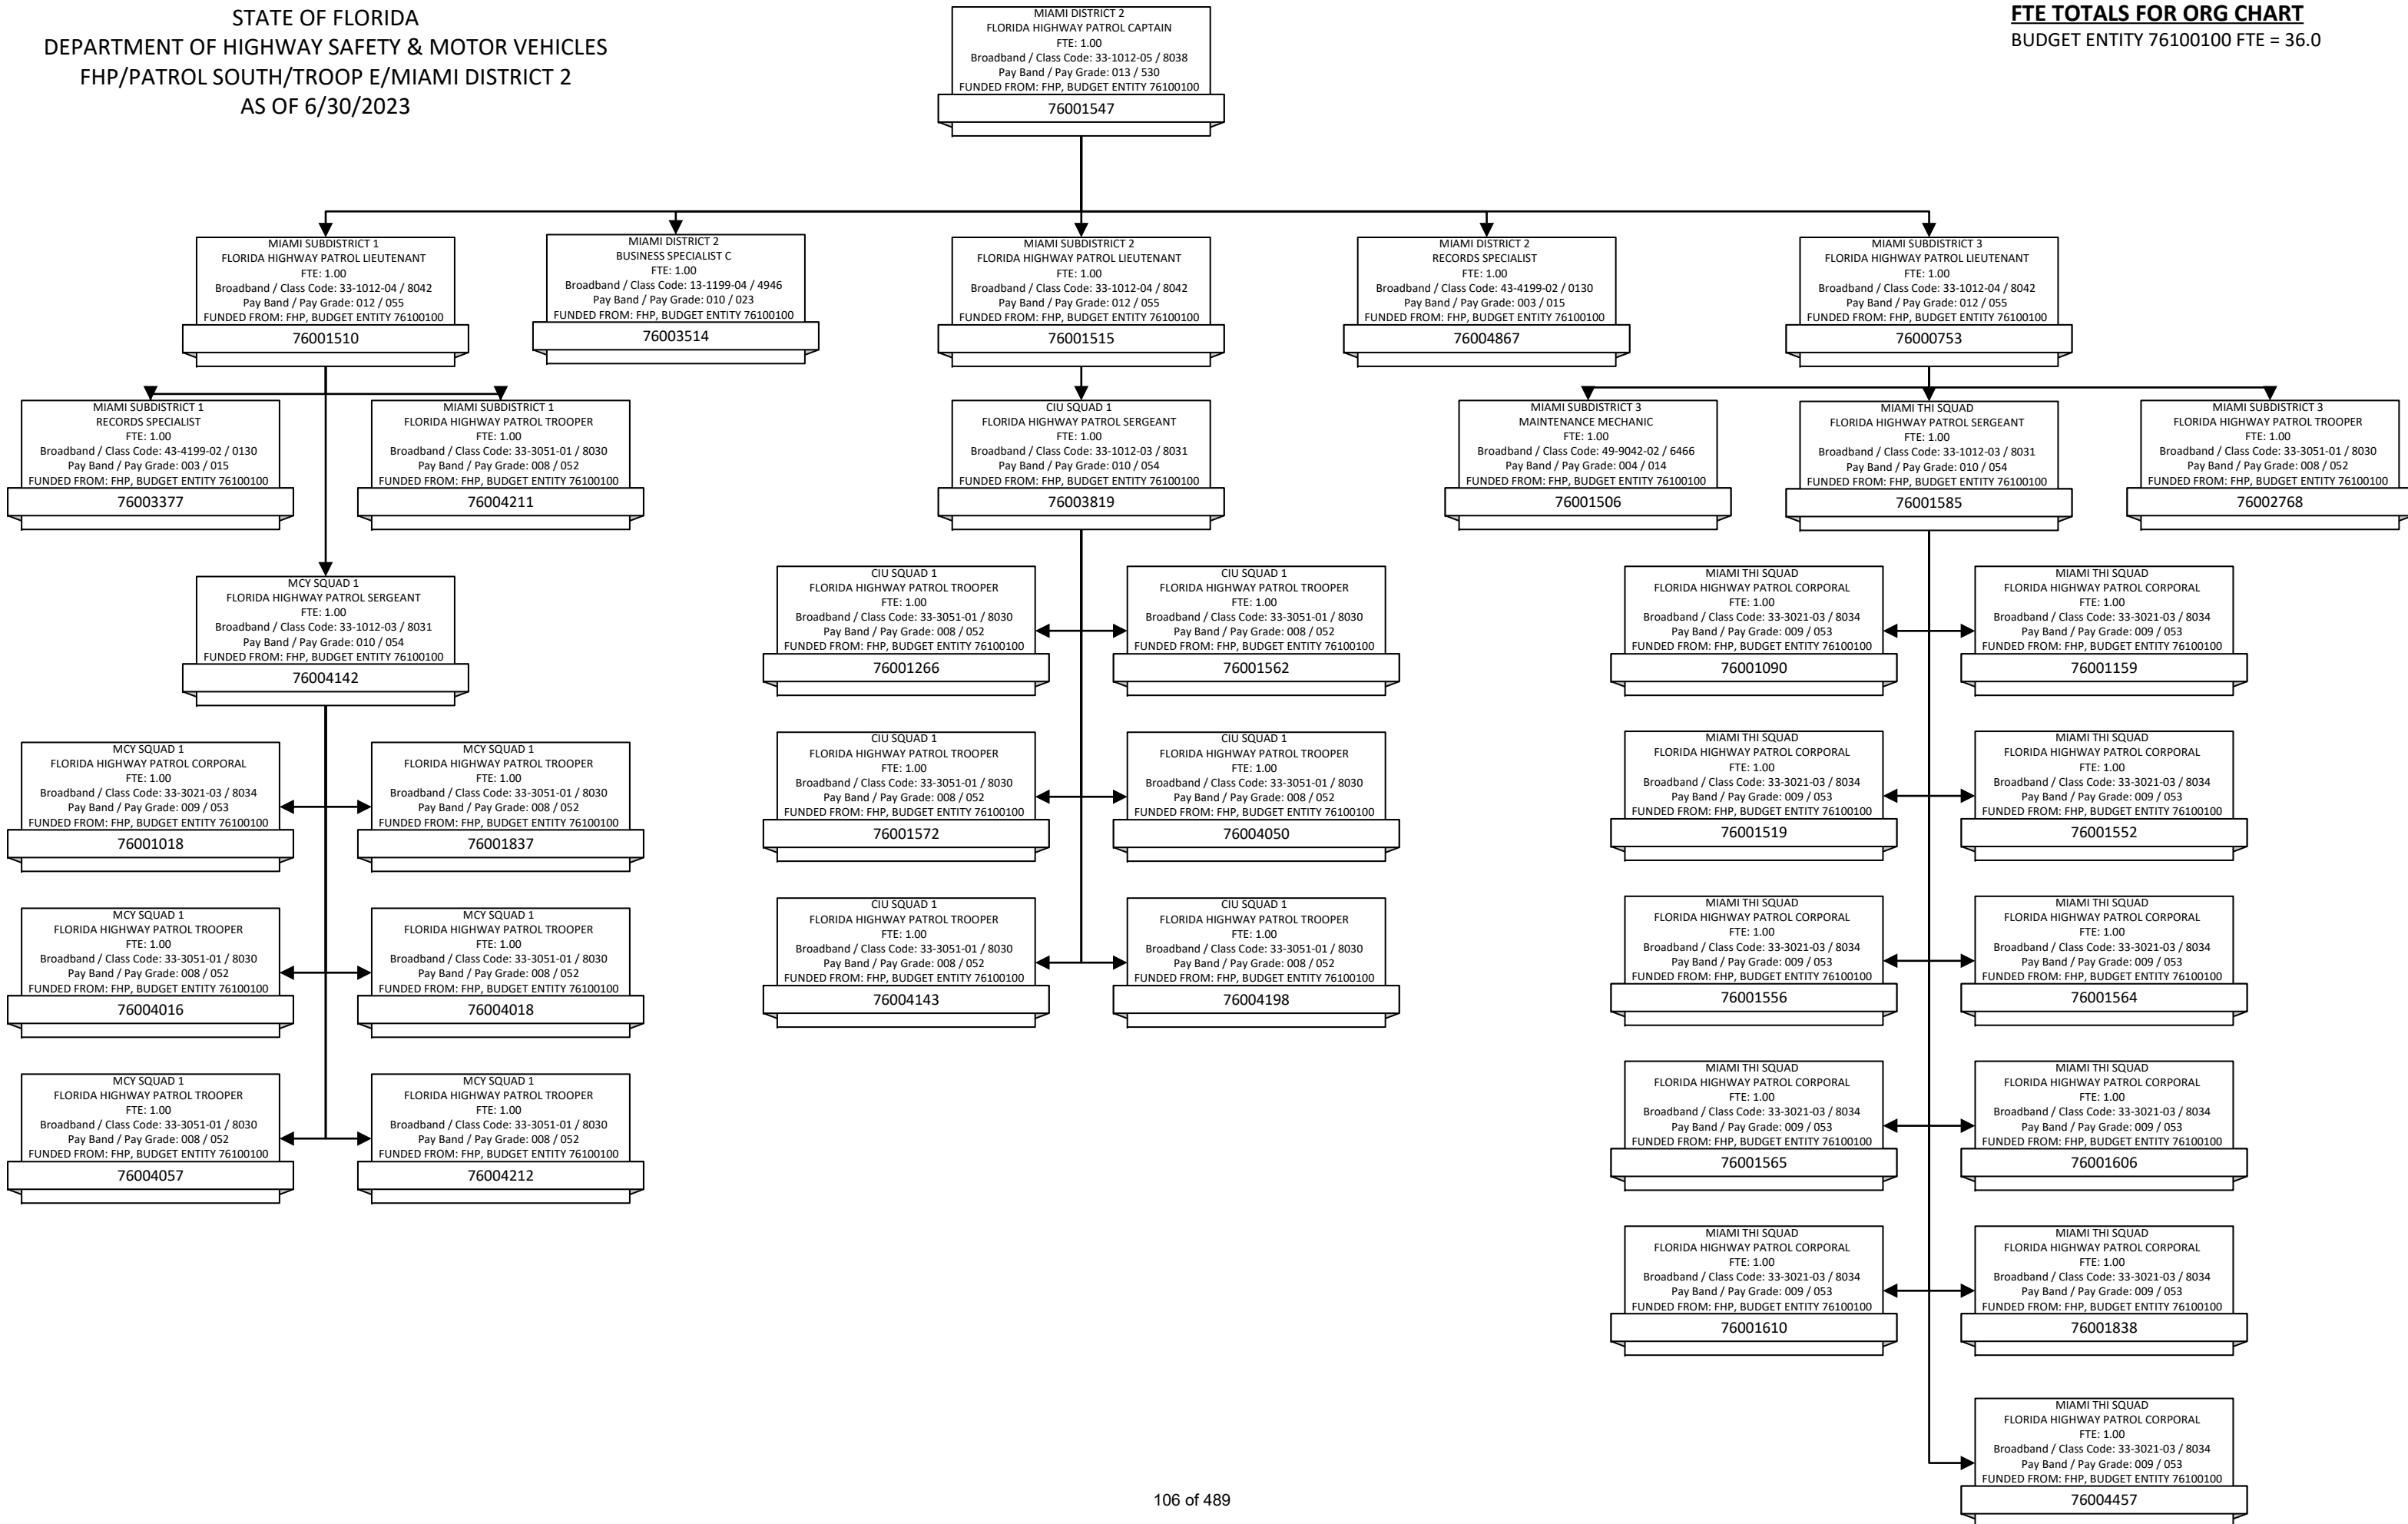 STATE OF FLORIDA
DEPARTMENT OF HIGHWAY SAFETY & MOTOR VEHICLES
FHP/PATROL SOUTH/TROOP E/MIAMI DISTRICT 2
AS OF 6/30/2023
FTE TOTALS FOR ORG CHART
BUDGET ENTITY 76100100 FTE = 36.0
MIAMI DISTRICT 2
FLORIDA HIGHWAY PATROL CAPTAIN
FTE: 1.00
Broadband / Class Code: 33-1012-05 / 8038
Pay Band / Pay Grade: 013 / 530
FUNDED FROM: FHP, BUDGET ENTITY 76100100
76001547
MIAMI SUBDISTRICT 1
FLORIDA HIGHWAY PATROL LIEUTENANT
FTE: 1.00
Broadband / Class Code: 33-1012-04 / 8042
Pay Band / Pay Grade: 012 / 055
FUNDED FROM: FHP, BUDGET ENTITY 76100100
76001510
MIAMI DISTRICT 2
BUSINESS SPECIALIST C
FTE: 1.00
Broadband / Class Code: 13-1199-04 / 4946
Pay Band / Pay Grade: 010 / 023
FUNDED FROM: FHP, BUDGET ENTITY 76100100
76003514
MIAMI SUBDISTRICT 2
FLORIDA HIGHWAY PATROL LIEUTENANT
FTE: 1.00
Broadband / Class Code: 33-1012-04 / 8042
Pay Band / Pay Grade: 012 / 055
FUNDED FROM: FHP, BUDGET ENTITY 76100100
76001515
MIAMI DISTRICT 2
RECORDS SPECIALIST
FTE: 1.00
Broadband / Class Code: 43-4199-02 / 0130
Pay Band / Pay Grade: 003 / 015
FUNDED FROM: FHP, BUDGET ENTITY 76100100
76004867
MIAMI SUBDISTRICT 3
FLORIDA HIGHWAY PATROL LIEUTENANT
FTE: 1.00
Broadband / Class Code: 33-1012-04 / 8042
Pay Band / Pay Grade: 012 / 055
FUNDED FROM: FHP, BUDGET ENTITY 76100100
76000753
MIAMI SUBDISTRICT 1
RECORDS SPECIALIST
FTE: 1.00
Broadband / Class Code: 43-4199-02 / 0130
Pay Band / Pay Grade: 003 / 015
FUNDED FROM: FHP, BUDGET ENTITY 76100100
76003377
MIAMI SUBDISTRICT 1
FLORIDA HIGHWAY PATROL TROOPER
FTE: 1.00
Broadband / Class Code: 33-3051-01 / 8030
Pay Band / Pay Grade: 008 / 052
FUNDED FROM: FHP, BUDGET ENTITY 76100100
76004211
CIU SQUAD 1
FLORIDA HIGHWAY PATROL SERGEANT
FTE: 1.00
Broadband / Class Code: 33-1012-03 / 8031
Pay Band / Pay Grade: 010 / 054
FUNDED FROM: FHP, BUDGET ENTITY 76100100
76003819
MIAMI SUBDISTRICT 3
MAINTENANCE MECHANIC
FTE: 1.00
Broadband / Class Code: 49-9042-02 / 6466
Pay Band / Pay Grade: 004 / 014
FUNDED FROM: FHP, BUDGET ENTITY 76100100
76001506
MIAMI THI SQUAD
FLORIDA HIGHWAY PATROL SERGEANT
FTE: 1.00
Broadband / Class Code: 33-1012-03 / 8031
Pay Band / Pay Grade: 010 / 054
FUNDED FROM: FHP, BUDGET ENTITY 76100100
76001585
MIAMI SUBDISTRICT 3
FLORIDA HIGHWAY PATROL TROOPER
FTE: 1.00
Broadband / Class Code: 33-3051-01 / 8030
Pay Band / Pay Grade: 008 / 052
FUNDED FROM: FHP, BUDGET ENTITY 76100100
76002768
MCY SQUAD 1
FLORIDA HIGHWAY PATROL SERGEANT
FTE: 1.00
Broadband / Class Code: 33-1012-03 / 8031
Pay Band / Pay Grade: 010 / 054
FUNDED FROM: FHP, BUDGET ENTITY 76100100
76004142
CIU SQUAD 1
FLORIDA HIGHWAY PATROL TROOPER
FTE: 1.00
Broadband / Class Code: 33-3051-01 / 8030
Pay Band / Pay Grade: 008 / 052
FUNDED FROM: FHP, BUDGET ENTITY 76100100
76001266
CIU SQUAD 1
FLORIDA HIGHWAY PATROL TROOPER
FTE: 1.00
Broadband / Class Code: 33-3051-01 / 8030
Pay Band / Pay Grade: 008 / 052
FUNDED FROM: FHP, BUDGET ENTITY 76100100
76001562
MIAMI THI SQUAD
FLORIDA HIGHWAY PATROL CORPORAL
FTE: 1.00
Broadband / Class Code: 33-3021-03 / 8034
Pay Band / Pay Grade: 009 / 053
FUNDED FROM: FHP, BUDGET ENTITY 76100100
76001090
MIAMI THI SQUAD
FLORIDA HIGHWAY PATROL CORPORAL
FTE: 1.00
Broadband / Class Code: 33-3021-03 / 8034
Pay Band / Pay Grade: 009 / 053
FUNDED FROM: FHP, BUDGET ENTITY 76100100
76001159
MCY SQUAD 1
FLORIDA HIGHWAY PATROL CORPORAL
FTE: 1.00
Broadband / Class Code: 33-3021-03 / 8034
Pay Band / Pay Grade: 009 / 053
FUNDED FROM: FHP, BUDGET ENTITY 76100100
76001018
MCY SQUAD 1
FLORIDA HIGHWAY PATROL TROOPER
FTE: 1.00
Broadband / Class Code: 33-3051-01 / 8030
Pay Band / Pay Grade: 008 / 052
FUNDED FROM: FHP, BUDGET ENTITY 76100100
76001837
CIU SQUAD 1
FLORIDA HIGHWAY PATROL TROOPER
FTE: 1.00
Broadband / Class Code: 33-3051-01 / 8030
Pay Band / Pay Grade: 008 / 052
FUNDED FROM: FHP, BUDGET ENTITY 76100100
76001572
CIU SQUAD 1
FLORIDA HIGHWAY PATROL TROOPER
FTE: 1.00
Broadband / Class Code: 33-3051-01 / 8030
Pay Band / Pay Grade: 008 / 052
FUNDED FROM: FHP, BUDGET ENTITY 76100100
76004050
MIAMI THI SQUAD
FLORIDA HIGHWAY PATROL CORPORAL
FTE: 1.00
Broadband / Class Code: 33-3021-03 / 8034
Pay Band / Pay Grade: 009 / 053
FUNDED FROM: FHP, BUDGET ENTITY 76100100
76001519
MIAMI THI SQUAD
FLORIDA HIGHWAY PATROL CORPORAL
FTE: 1.00
Broadband / Class Code: 33-3021-03 / 8034
Pay Band / Pay Grade: 009 / 053
FUNDED FROM: FHP, BUDGET ENTITY 76100100
76001552
MCY SQUAD 1
FLORIDA HIGHWAY PATROL TROOPER
FTE: 1.00
Broadband / Class Code: 33-3051-01 / 8030
Pay Band / Pay Grade: 008 / 052
FUNDED FROM: FHP, BUDGET ENTITY 76100100
76004016
MCY SQUAD 1
FLORIDA HIGHWAY PATROL TROOPER
FTE: 1.00
Broadband / Class Code: 33-3051-01 / 8030
Pay Band / Pay Grade: 008 / 052
FUNDED FROM: FHP, BUDGET ENTITY 76100100
76004018
CIU SQUAD 1
FLORIDA HIGHWAY PATROL TROOPER
FTE: 1.00
Broadband / Class Code: 33-3051-01 / 8030
Pay Band / Pay Grade: 008 / 052
FUNDED FROM: FHP, BUDGET ENTITY 76100100
76004143
CIU SQUAD 1
FLORIDA HIGHWAY PATROL TROOPER
FTE: 1.00
Broadband / Class Code: 33-3051-01 / 8030
Pay Band / Pay Grade: 008 / 052
FUNDED FROM: FHP, BUDGET ENTITY 76100100
76004198
MIAMI THI SQUAD
FLORIDA HIGHWAY PATROL CORPORAL
FTE: 1.00
Broadband / Class Code: 33-3021-03 / 8034
Pay Band / Pay Grade: 009 / 053
FUNDED FROM: FHP, BUDGET ENTITY 76100100
76001556
MIAMI THI SQUAD
FLORIDA HIGHWAY PATROL CORPORAL
FTE: 1.00
Broadband / Class Code: 33-3021-03 / 8034
Pay Band / Pay Grade: 009 / 053
FUNDED FROM: FHP, BUDGET ENTITY 76100100
76001564
MCY SQUAD 1
FLORIDA HIGHWAY PATROL TROOPER
FTE: 1.00
Broadband / Class Code: 33-3051-01 / 8030
Pay Band / Pay Grade: 008 / 052
FUNDED FROM: FHP, BUDGET ENTITY 76100100
76004057
MCY SQUAD 1
FLORIDA HIGHWAY PATROL TROOPER
FTE: 1.00
Broadband / Class Code: 33-3051-01 / 8030
Pay Band / Pay Grade: 008 / 052
FUNDED FROM: FHP, BUDGET ENTITY 76100100
76004212
MIAMI THI SQUAD
FLORIDA HIGHWAY PATROL CORPORAL
FTE: 1.00
Broadband / Class Code: 33-3021-03 / 8034
Pay Band / Pay Grade: 009 / 053
FUNDED FROM: FHP, BUDGET ENTITY 76100100
76001565
MIAMI THI SQUAD
FLORIDA HIGHWAY PATROL CORPORAL
FTE: 1.00
Broadband / Class Code: 33-3021-03 / 8034
Pay Band / Pay Grade: 009 / 053
FUNDED FROM: FHP, BUDGET ENTITY 76100100
76001606
MIAMI THI SQUAD
FLORIDA HIGHWAY PATROL CORPORAL
FTE: 1.00
Broadband / Class Code: 33-3021-03 / 8034
Pay Band / Pay Grade: 009 / 053
FUNDED FROM: FHP, BUDGET ENTITY 76100100
76001610
MIAMI THI SQUAD
FLORIDA HIGHWAY PATROL CORPORAL
FTE: 1.00
Broadband / Class Code: 33-3021-03 / 8034
Pay Band / Pay Grade: 009 / 053
FUNDED FROM: FHP, BUDGET ENTITY 76100100
76001838
MIAMI THI SQUAD
FLORIDA HIGHWAY PATROL CORPORAL
FTE: 1.00
Broadband / Class Code: 33-3021-03 / 8034
Pay Band / Pay Grade: 009 / 053
FUNDED FROM: FHP, BUDGET ENTITY 76100100
76004457
106 of 489